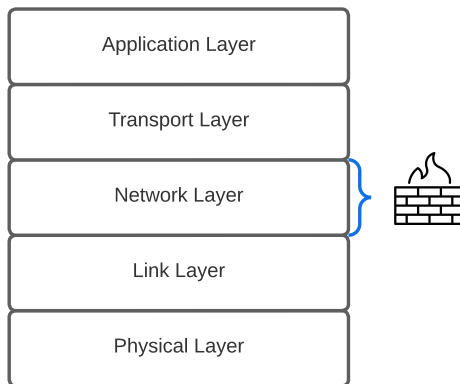 Application Layer
Transport Layer
Network Layer
Link Layer
Physical Layer